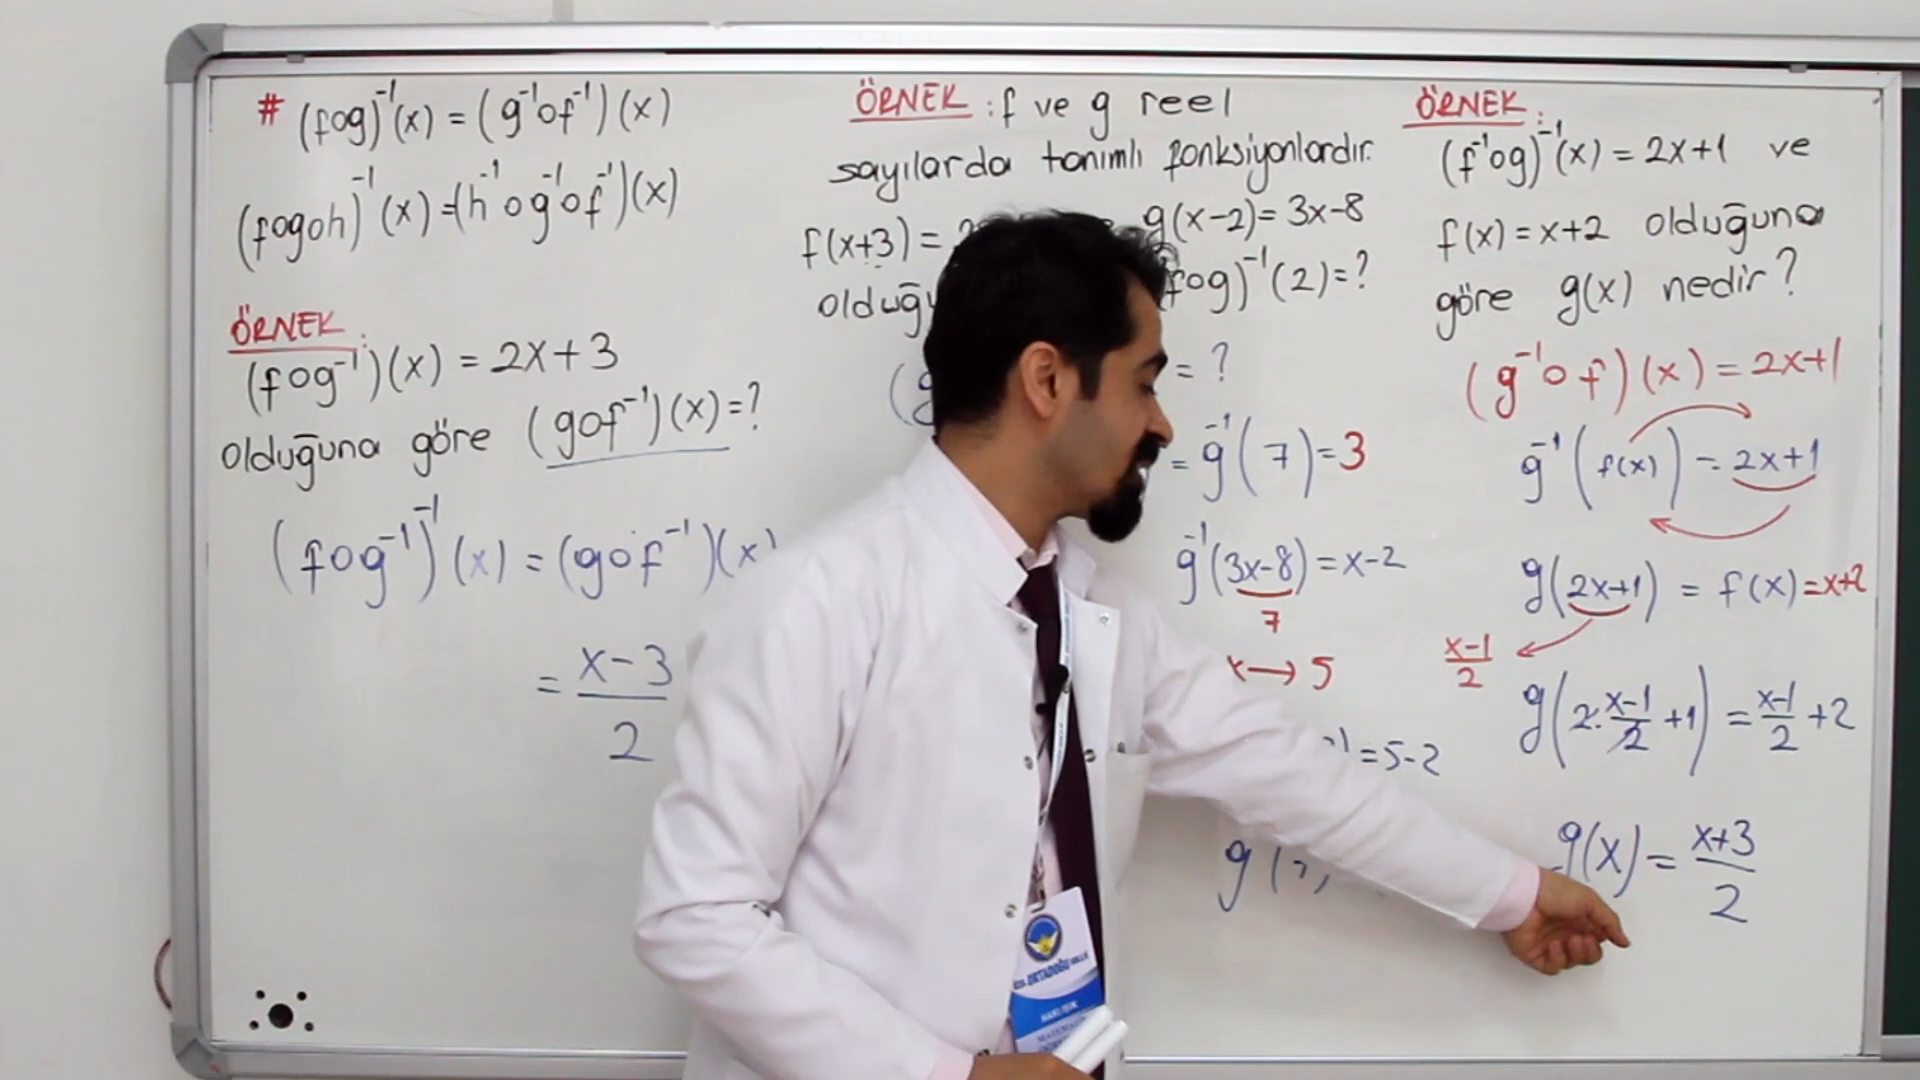 # (fog)⁻¹(x) = (g⁻¹of⁻¹)(x)
(fogoh)⁻¹(x) = (h⁻¹og⁻¹of⁻¹)(x)
ÖRNEK:
(fog⁻¹)(x) = 2x+3
olduğuna göre (gof⁻¹)(x)=?
(fog⁻¹)⁻¹(x) = (gof⁻¹)(x)
= x-3/2
ÖRNEK: f ve g reel
sayılarda tanımlı fonksiyonlardır.
f(x+3) = g(x-2) = 3x-8
(fog)⁻¹(2)=?
= ?
= g⁻¹(7)=3
g⁻¹(3x-8) = x-2
7
x → 5
=5-2
g
ÖRNEK:
(f⁻¹og)⁻¹(x) = 2x+1 ve
f(x) = x+2 olduğuna
göre g(x) nedir?
(g⁻¹of)(x) = 2x+1
g⁻¹(f(x)) = 2x+1
g(2x+1) = f(x)=x+2
x-1/2
g(2.x-1/2+1) = x-1/2+2
g(x) = x+3/2
ORTADOĞU